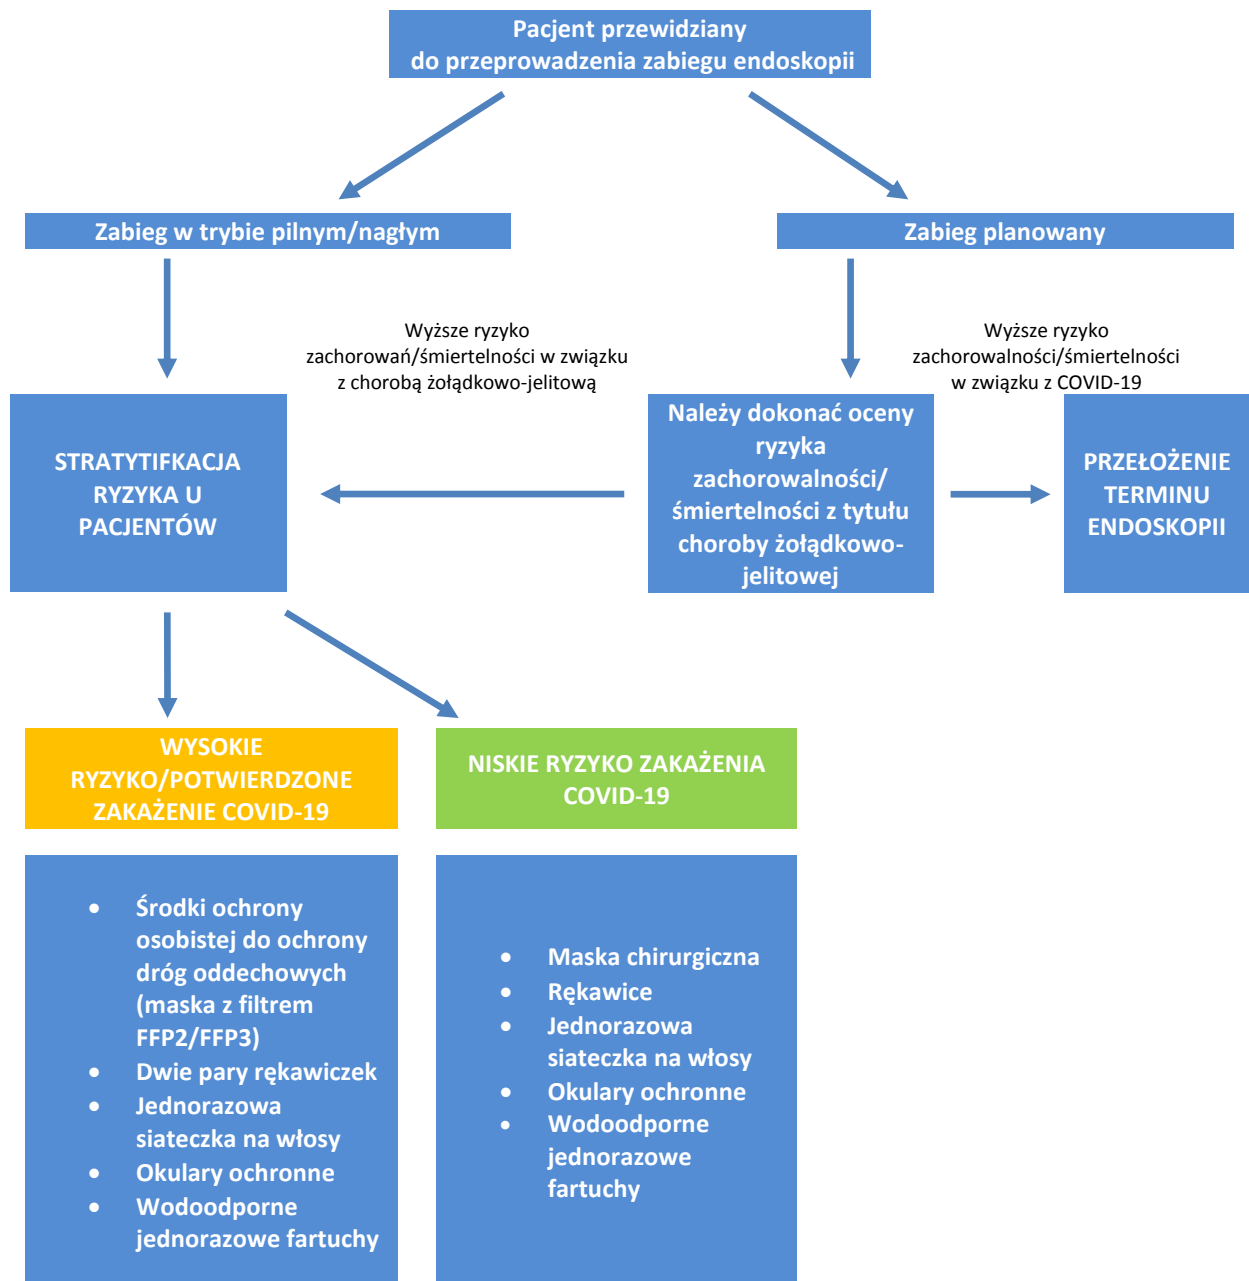 Pacjent przewidziany
do przeprowadzenia zabiegu endoskopii
Zabieg w trybie pilnym/nagłym
Zabieg planowany
Wyższe ryzyko
zachorowań/śmiertelności w związku
z chorobą żołądkowo-jelitową
Wyższe ryzyko
zachorowalności/śmiertelności
w związku z COVID-19
STRATYTIFKACJA
RYZYKA U
PACJENTÓW
Należy dokonać oceny
ryzyka
zachorowalności/
śmiertelności z tytułu
choroby żołądkowo-
jelitowej
PRZEŁOŻENIE
TERMINU
ENDOSKOPII
WYSOKIE
RYZYKO/POTWIERDZONE
ZAKAŻENIE COVID-19
NISKIE RYZYKO ZAKAŻENIA
COVID-19
• Środki ochrony
osobistej do ochrony
dróg oddechowych
(maska z filtrem
FFP2/FFP3)
• Dwie pary rękawiczek
• Jednorazowa
siateczka na włosy
• Okulary ochronne
• Wodoodporne
jednorazowe fartuchy
• Maska chirurgiczna
• Rękawice
• Jednorazowa
siateczka na włosy
• Okulary ochronne
• Wodoodporne
jednorazowe
fartuchy